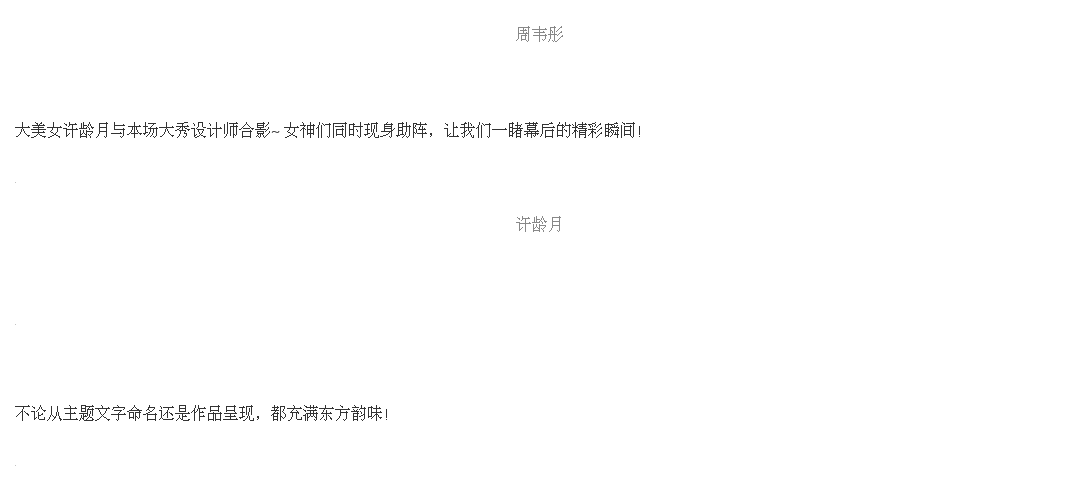 周韦彤
大美女许龄月与本场大秀设计师合影~女神们同时现身助阵，让我们一睹幕后的精彩瞬间!
许龄月
不论从主题文字命名还是作品呈现，都充满东方韵味!